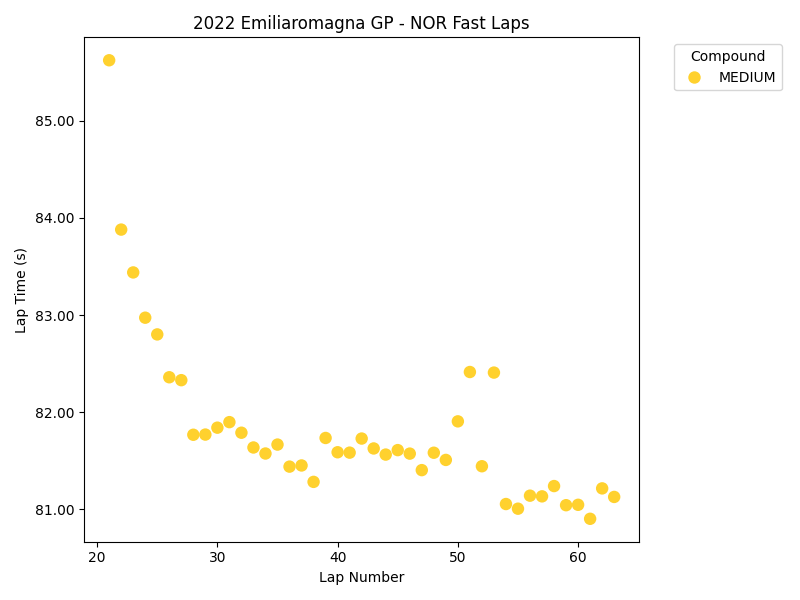 2022 Emiliaromagna GP - NOR Fast Laps
Compound
MEDIUM
85.00
84.00
83.00
82.00
81.00
Lap Time (s)
20 30 40 50 60
Lap Number